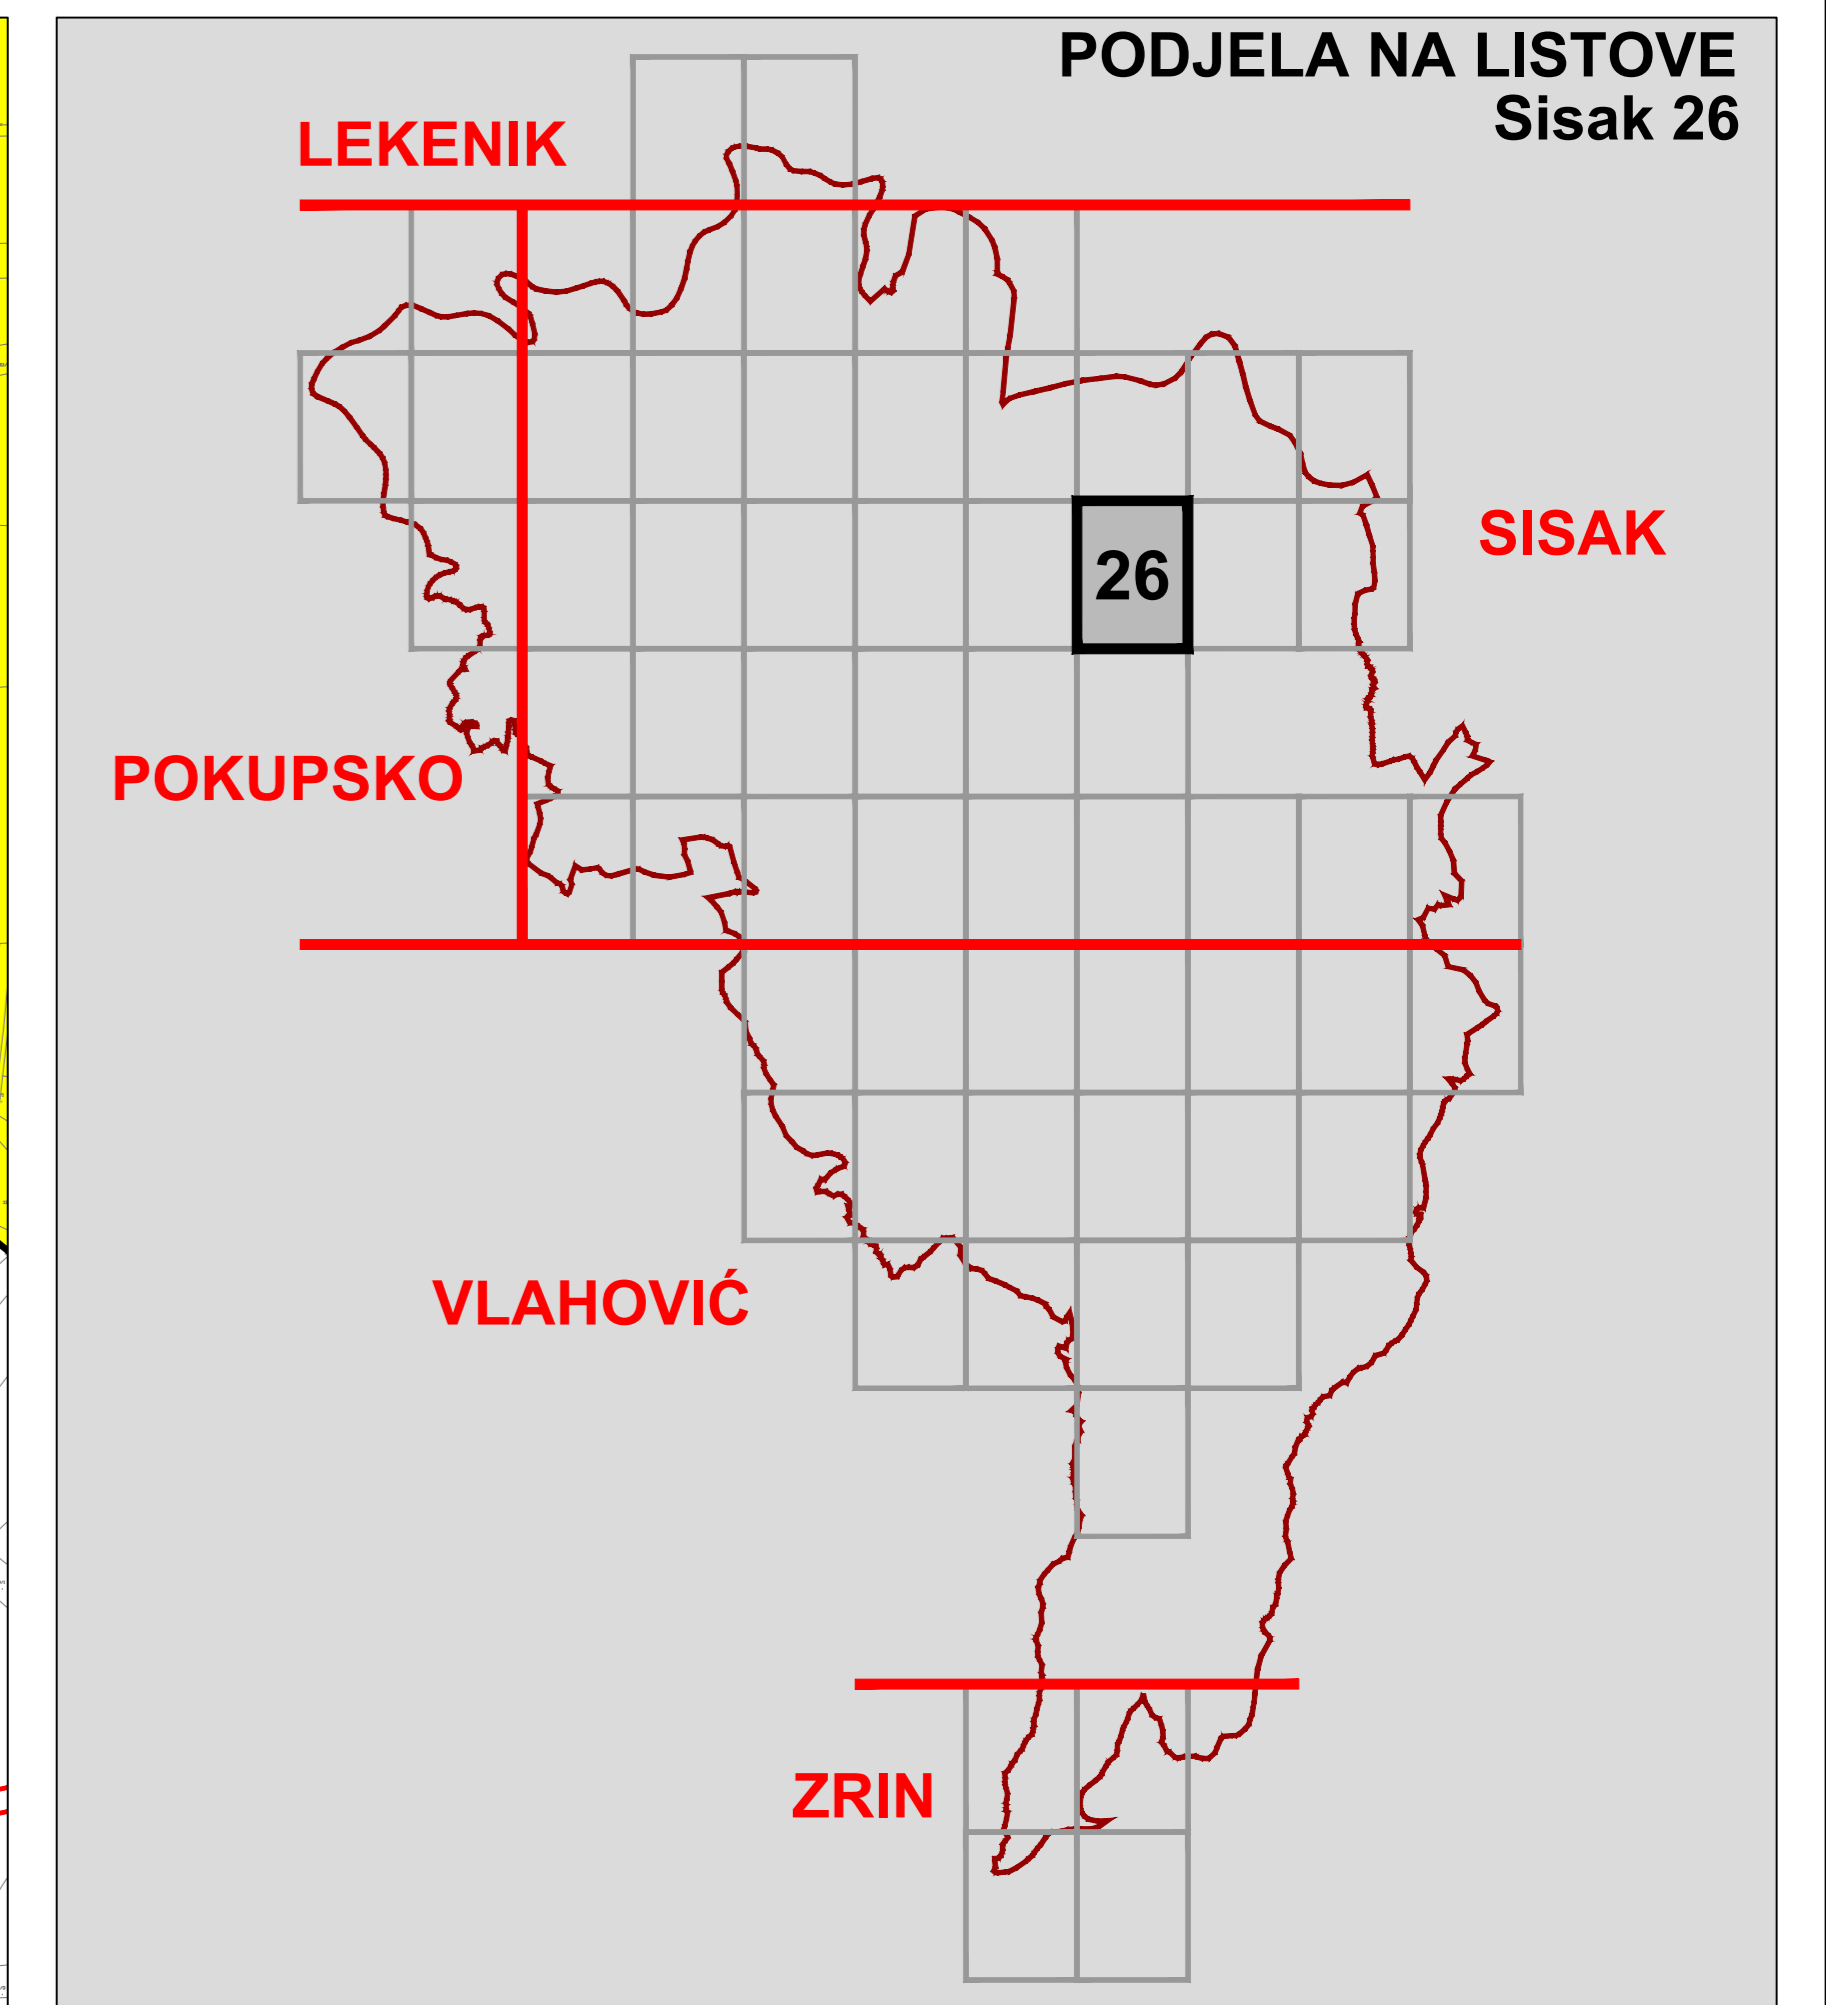 PODJELA NA LISTOVE
Sisak 26
LEKENIK
SISAK
26
POKUPSKO
VLAHOVIĆ
ZRIN